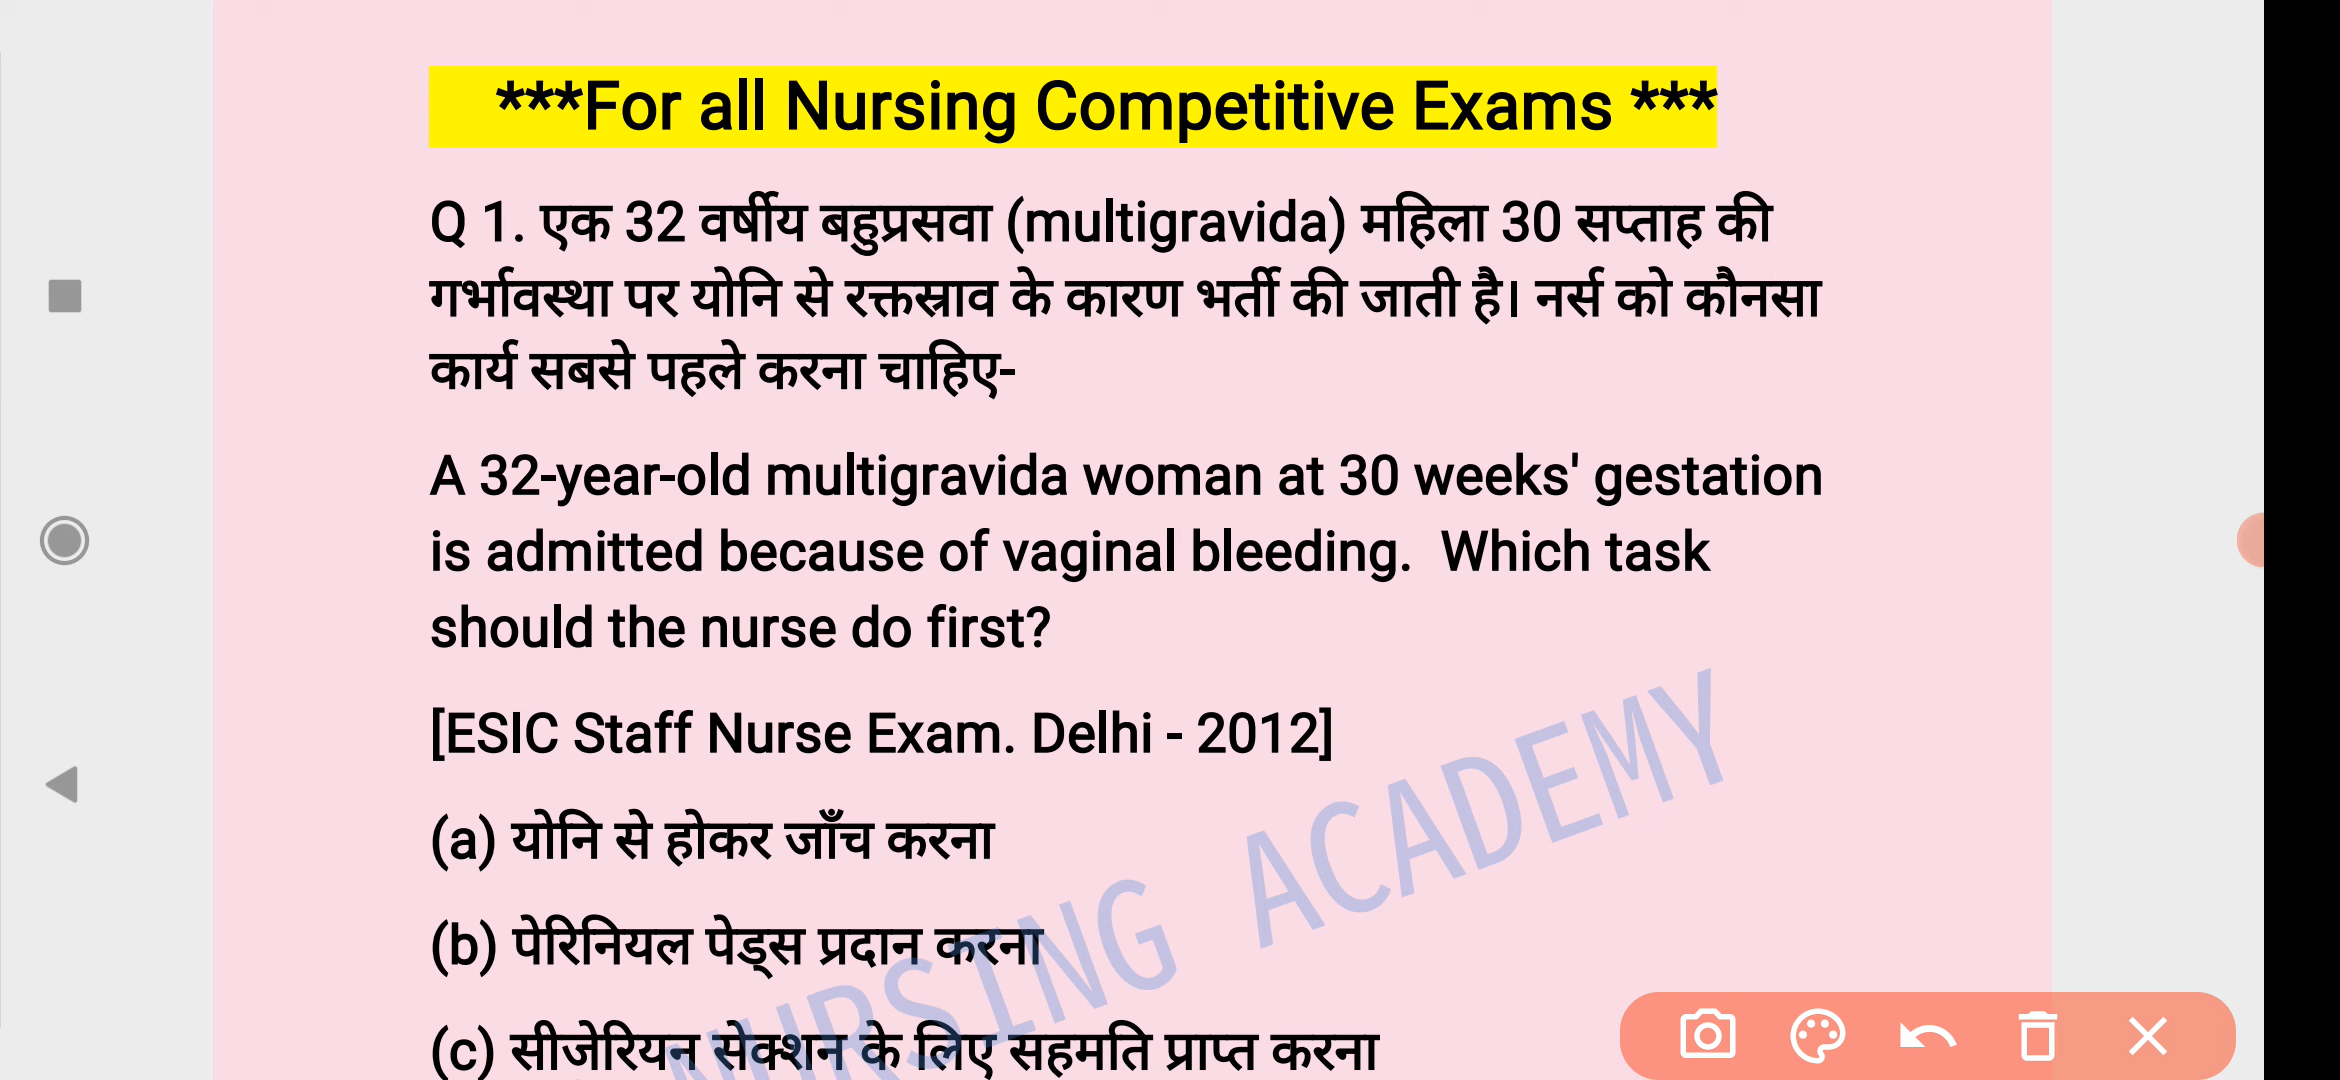 ***For all Nursing Competitive Exams ***
Q 1. एक 32 वर्षीय बहुप्रसवा (multigravida) महिला 30 सप्ताह की
गर्भावस्था पर योनि से रक्तस्राव के कारण भर्ती की जाती है। नर्स को कौनसा
कार्य सबसे पहले करना चाहिए-
A 32-year-old multigravida woman at 30 weeks' gestation
is admitted because of vaginal bleeding. Which task
should the nurse do first?
[ESIC Staff Nurse Exam. Delhi - 2012]
(a) योनि से होकर जाँच करना
(b) पेरिनियल पेड्स प्रदान करना
(c) सीजेरियन सेक्शन के लिए सहमति प्राप्त करना
NURSING ACADEMY